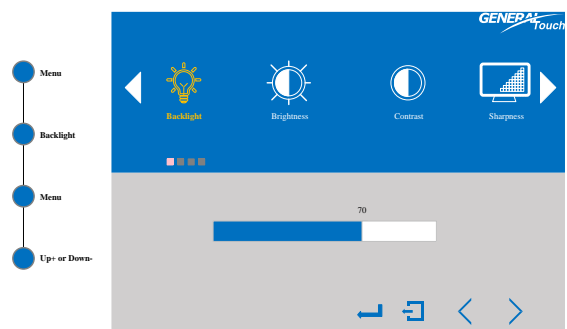 GENERAL
Touch
Menu
Backlight
Menu
Up+ or Down-
Backlight
Brightness
Contrast
Sharpness
70